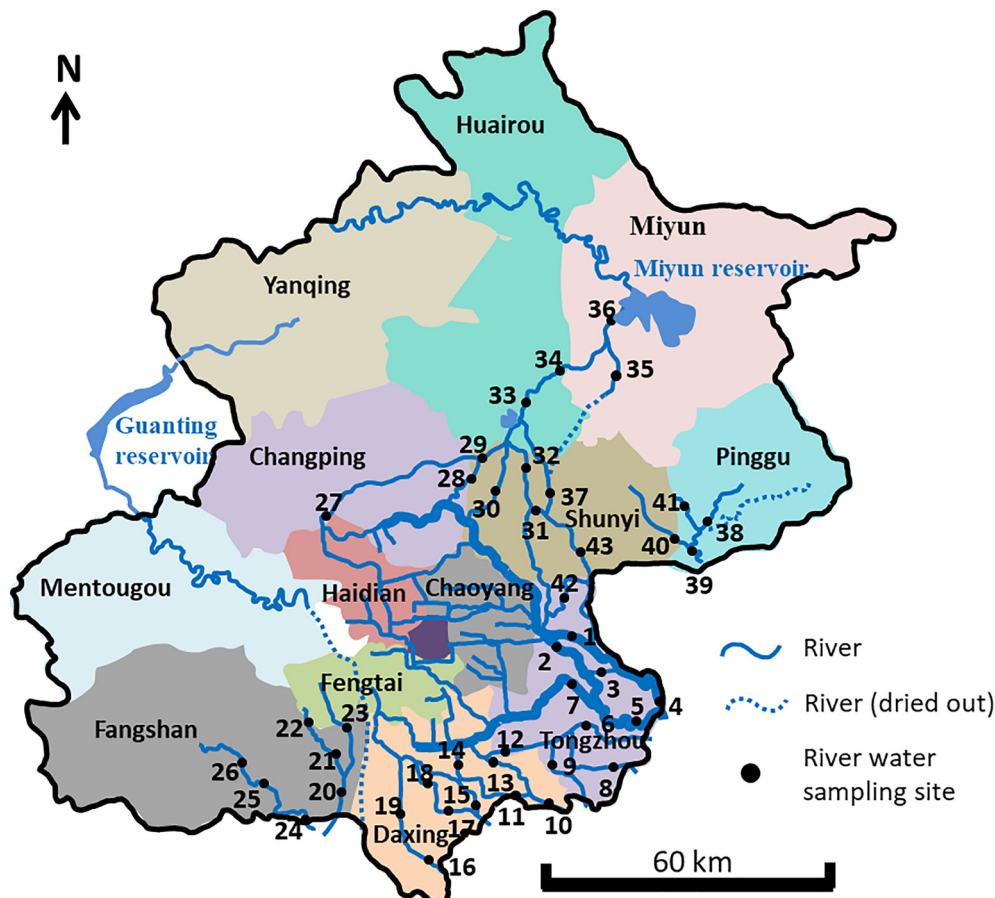 N
Huairou
Miyun
Miyun reservoir
Yanqing
36
34
35
33
Guanting
reservoir
Changping
29
32
Pinggu
28
27
30
37
41
31
Shunyi
38
43
40
39
Mentougou
Haidian
Chaoyang
42
1
2
River
3
Fengtai
7
4
5
River (dried out)
22
23
6
Fangshan
12
Tongzhou
14
21
9
26
18
13
River water
sampling site
25
20
15
8
19
11
10
24
Daxing
17
16
60 km